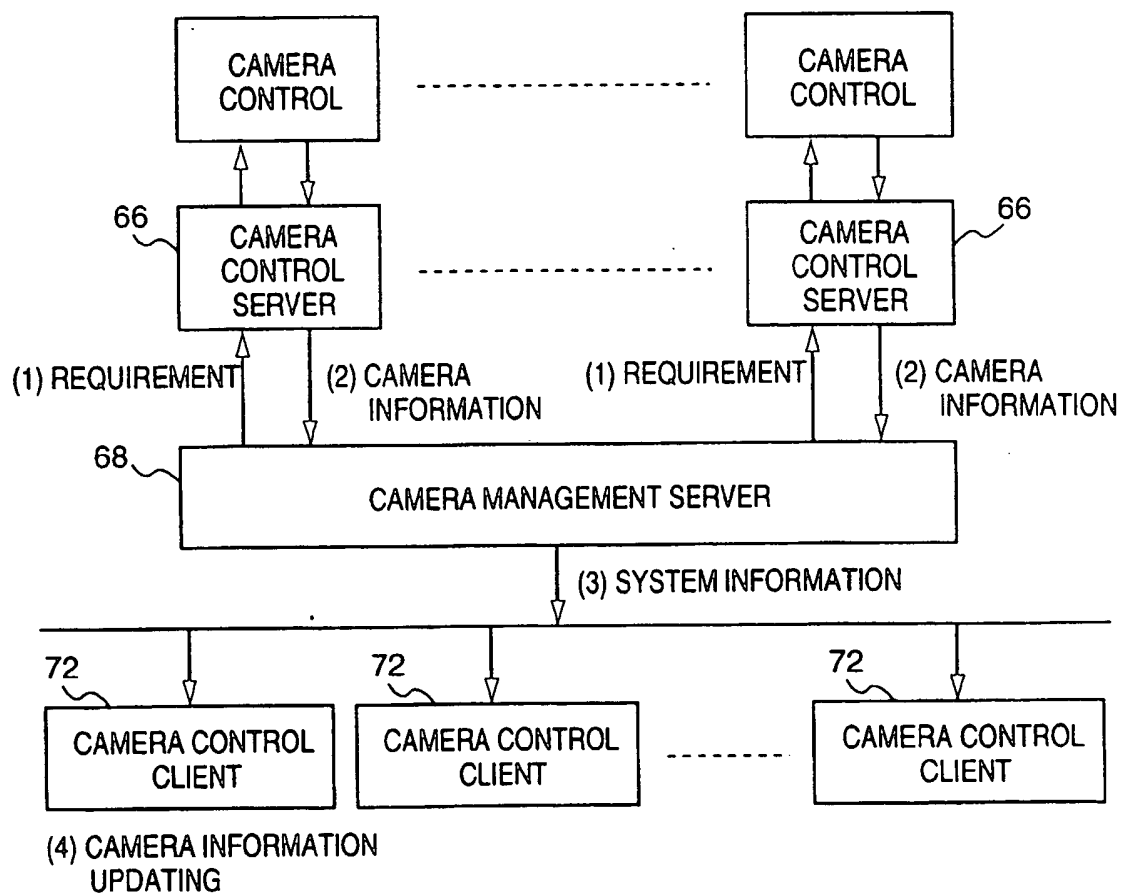 CAMERA
CONTROL
CAMERA
CONTROL
66
CAMERA
CONTROL
SERVER
66
CAMERA
CONTROL
SERVER
(1) REQUIREMENT
(2) CAMERA
INFORMATION
(1) REQUIREMENT
(2) CAMERA
INFORMATION
68
CAMERA MANAGEMENT SERVER
(3) SYSTEM INFORMATION
72
CAMERA CONTROL
CLIENT
72
CAMERA CONTROL
CLIENT
72
CAMERA CONTROL
CLIENT
(4) CAMERA INFORMATION
UPDATING